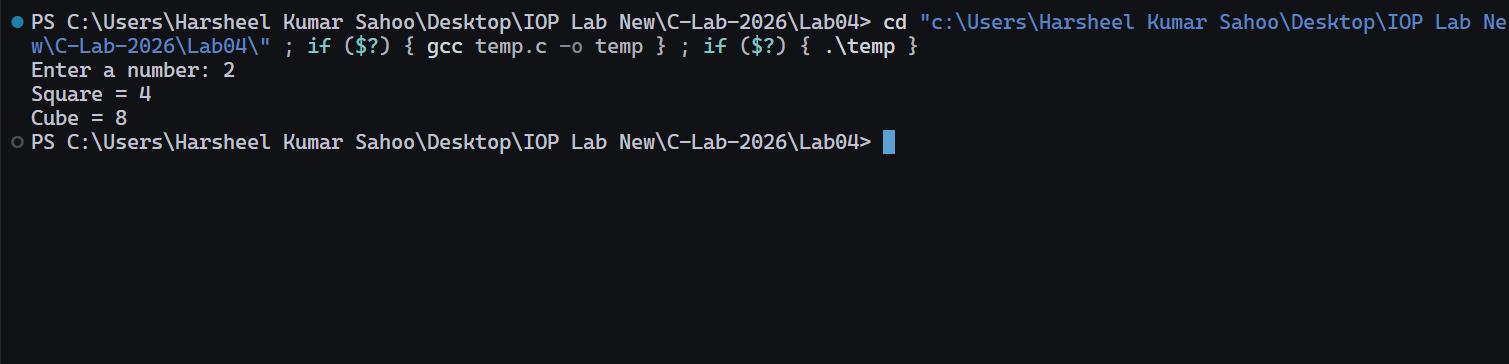 PS C:\Users\Harsheel Kumar Sahoo\Desktop\IOP Lab New\C-Lab-2026\Lab04> cd "c:\Users\Harsheel Kumar Sahoo\Desktop\IOP Lab Ne
w\C-Lab-2026\Lab04\" ; if ($?) { gcc temp.c -o temp } ; if ($?) { .\temp }
Enter a number: 2
Square = 4
Cube = 8
PS C:\Users\Harsheel Kumar Sahoo\Desktop\IOP Lab New\C-Lab-2026\Lab04>